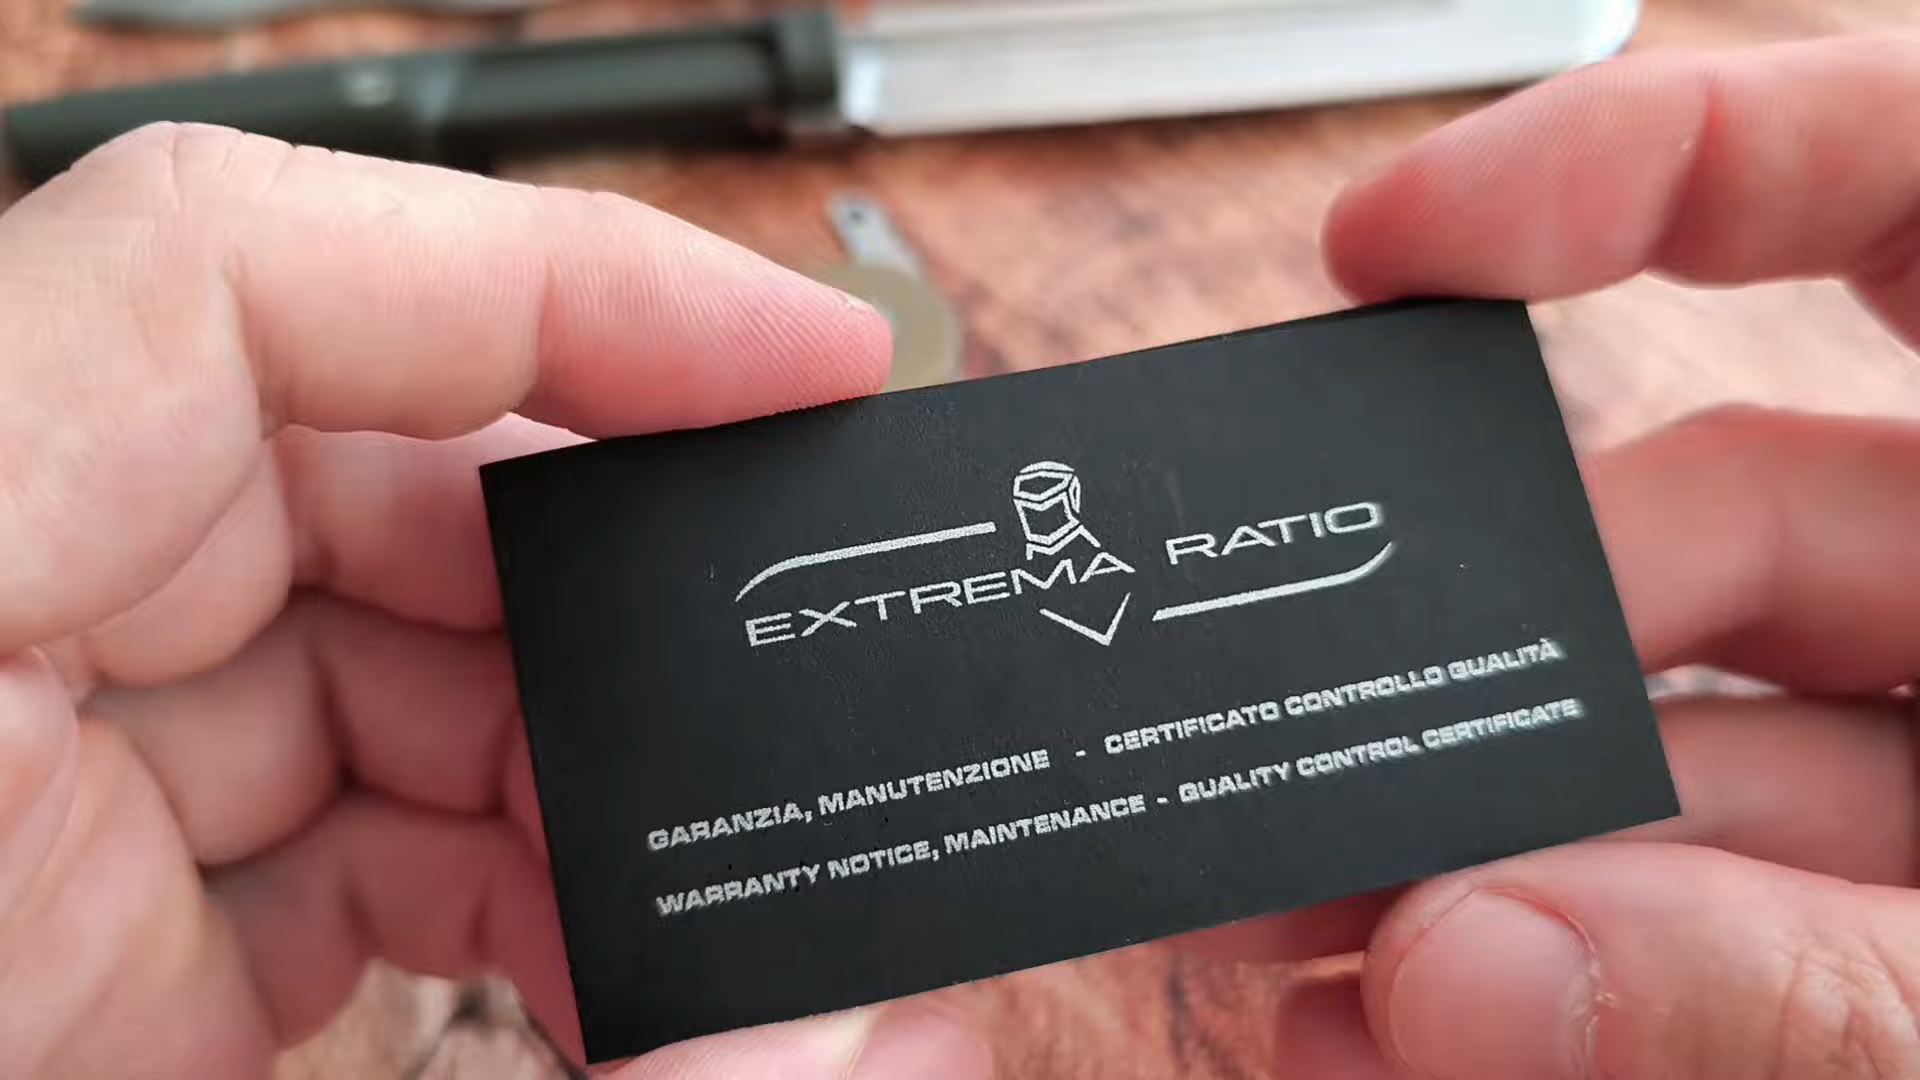 EXTREMA RATIO
GARANZIA, MANUTENZIONE - CERTIFICATO CONTROLLO QUALITÀ
WARRANTY NOTICE, MAINTENANCE - QUALITY CONTROL CERTIFICATE